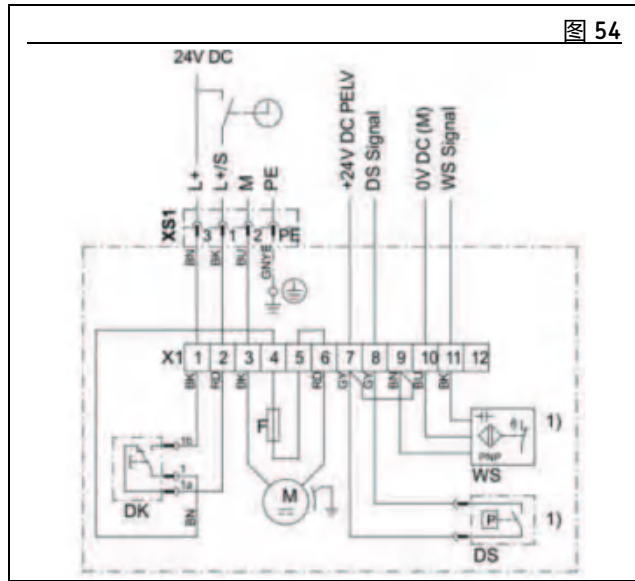 图 54
24V DC
L+
L+/S
M
PE
+24V DC PELV
DS Signal
0V DC (M)
WS Signal
XS1
3 1 2 PE
BN BK BU GNYE
X1 1 2 3 4 5 6 7 8 9 10 11 12
BK RD BK RD GY GY BN BU BK
F
1b
1
1a
DK
BN
M
PNP
WS
1)
P
DS
1)